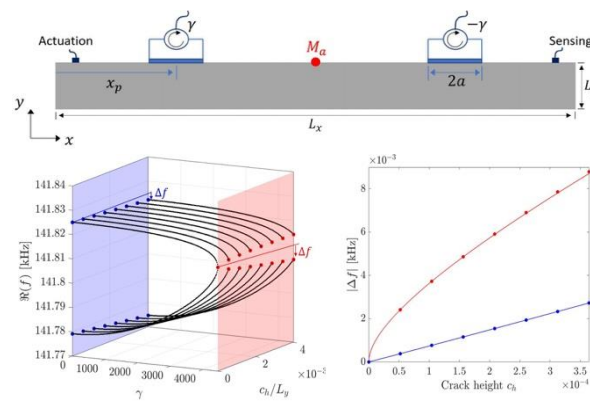 γ
−γ
Actuation
Sensing
M_a
x_p
2a
L
y
x
L_x
141.84
141.83
141.82
141.81
141.8
141.79
141.78
141.77
ℜ(f) [kHz]
Δf
Δf
0
1000
2000
3000
4000
γ
0
2
4
×10⁻³
c_h/L_y
×10⁻³
8
6
4
2
0
|Δf|
0
0.5
1
1.5
2
2.5
3
3.5
×10⁻⁴
Crack height c_h